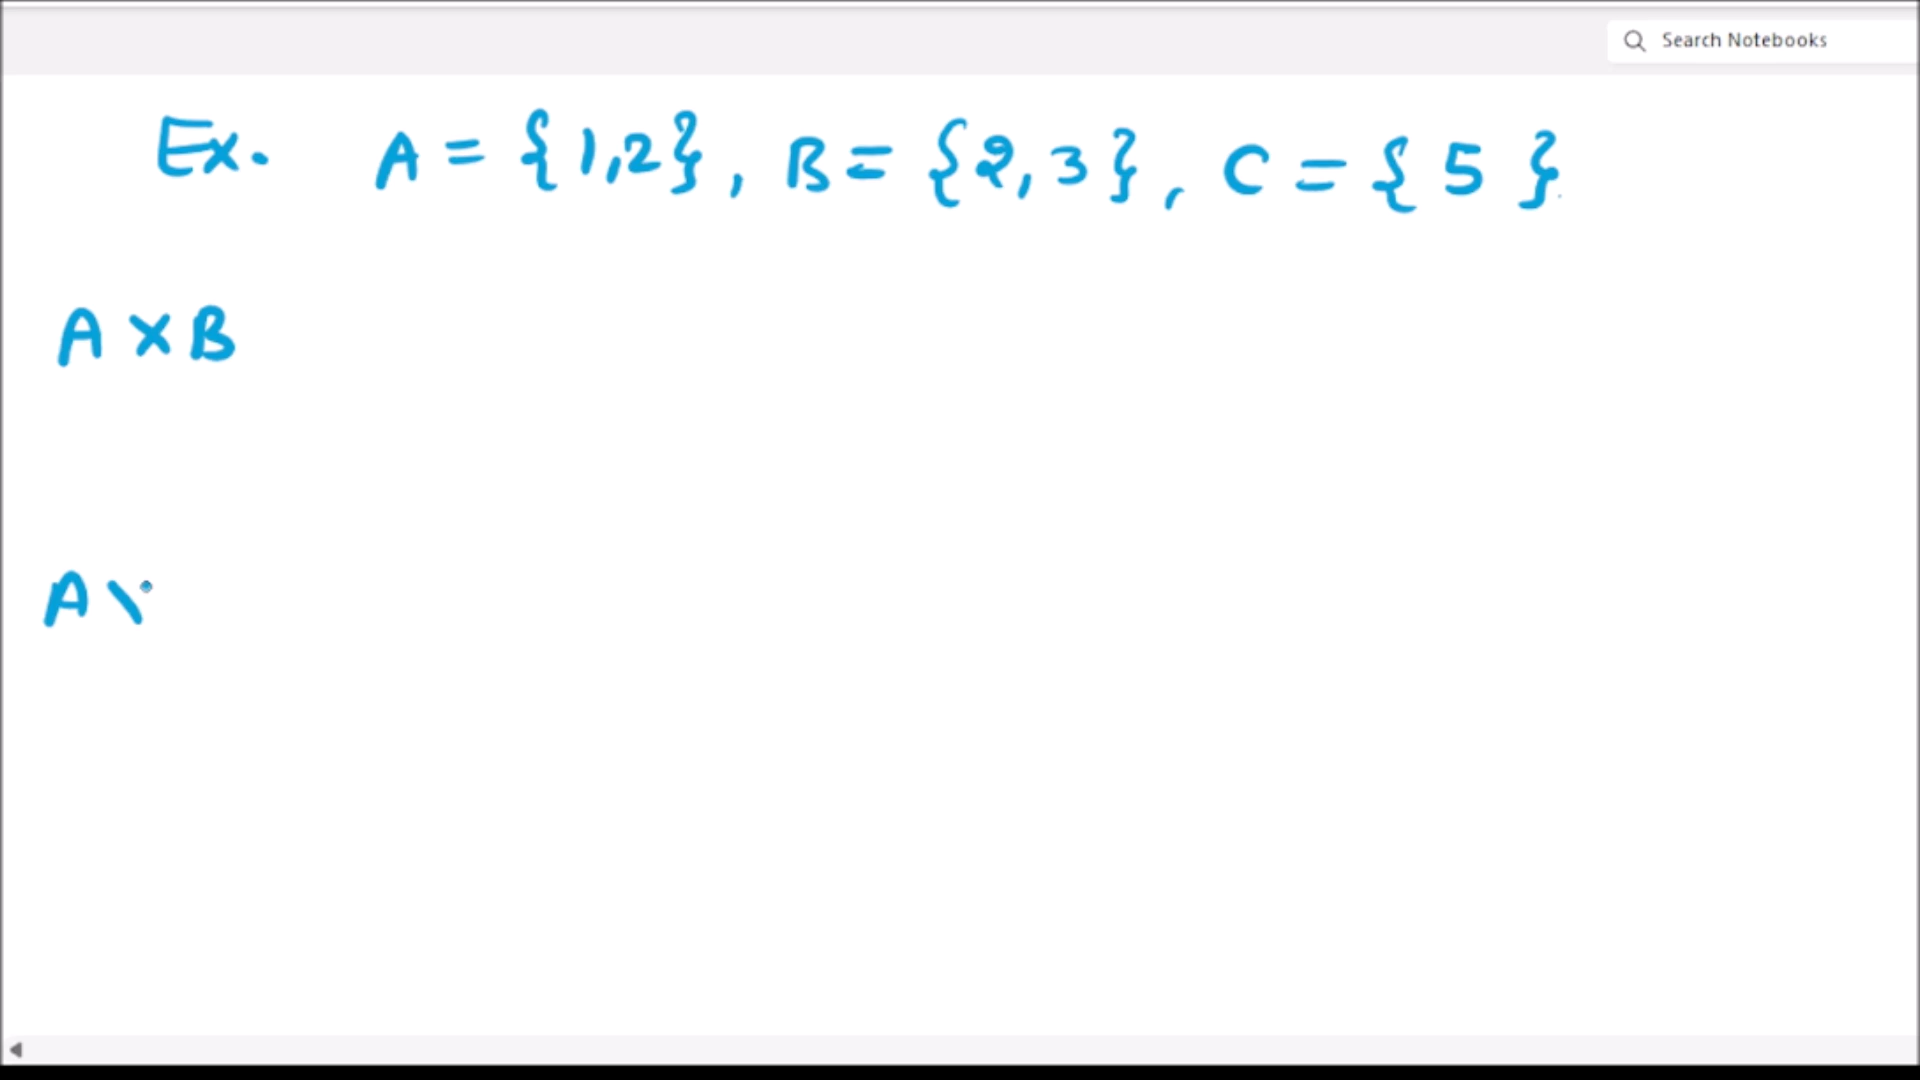 Search Notebooks
Ex. A = {1,2}, B = {2,3}, C = {5}
A × B
A \